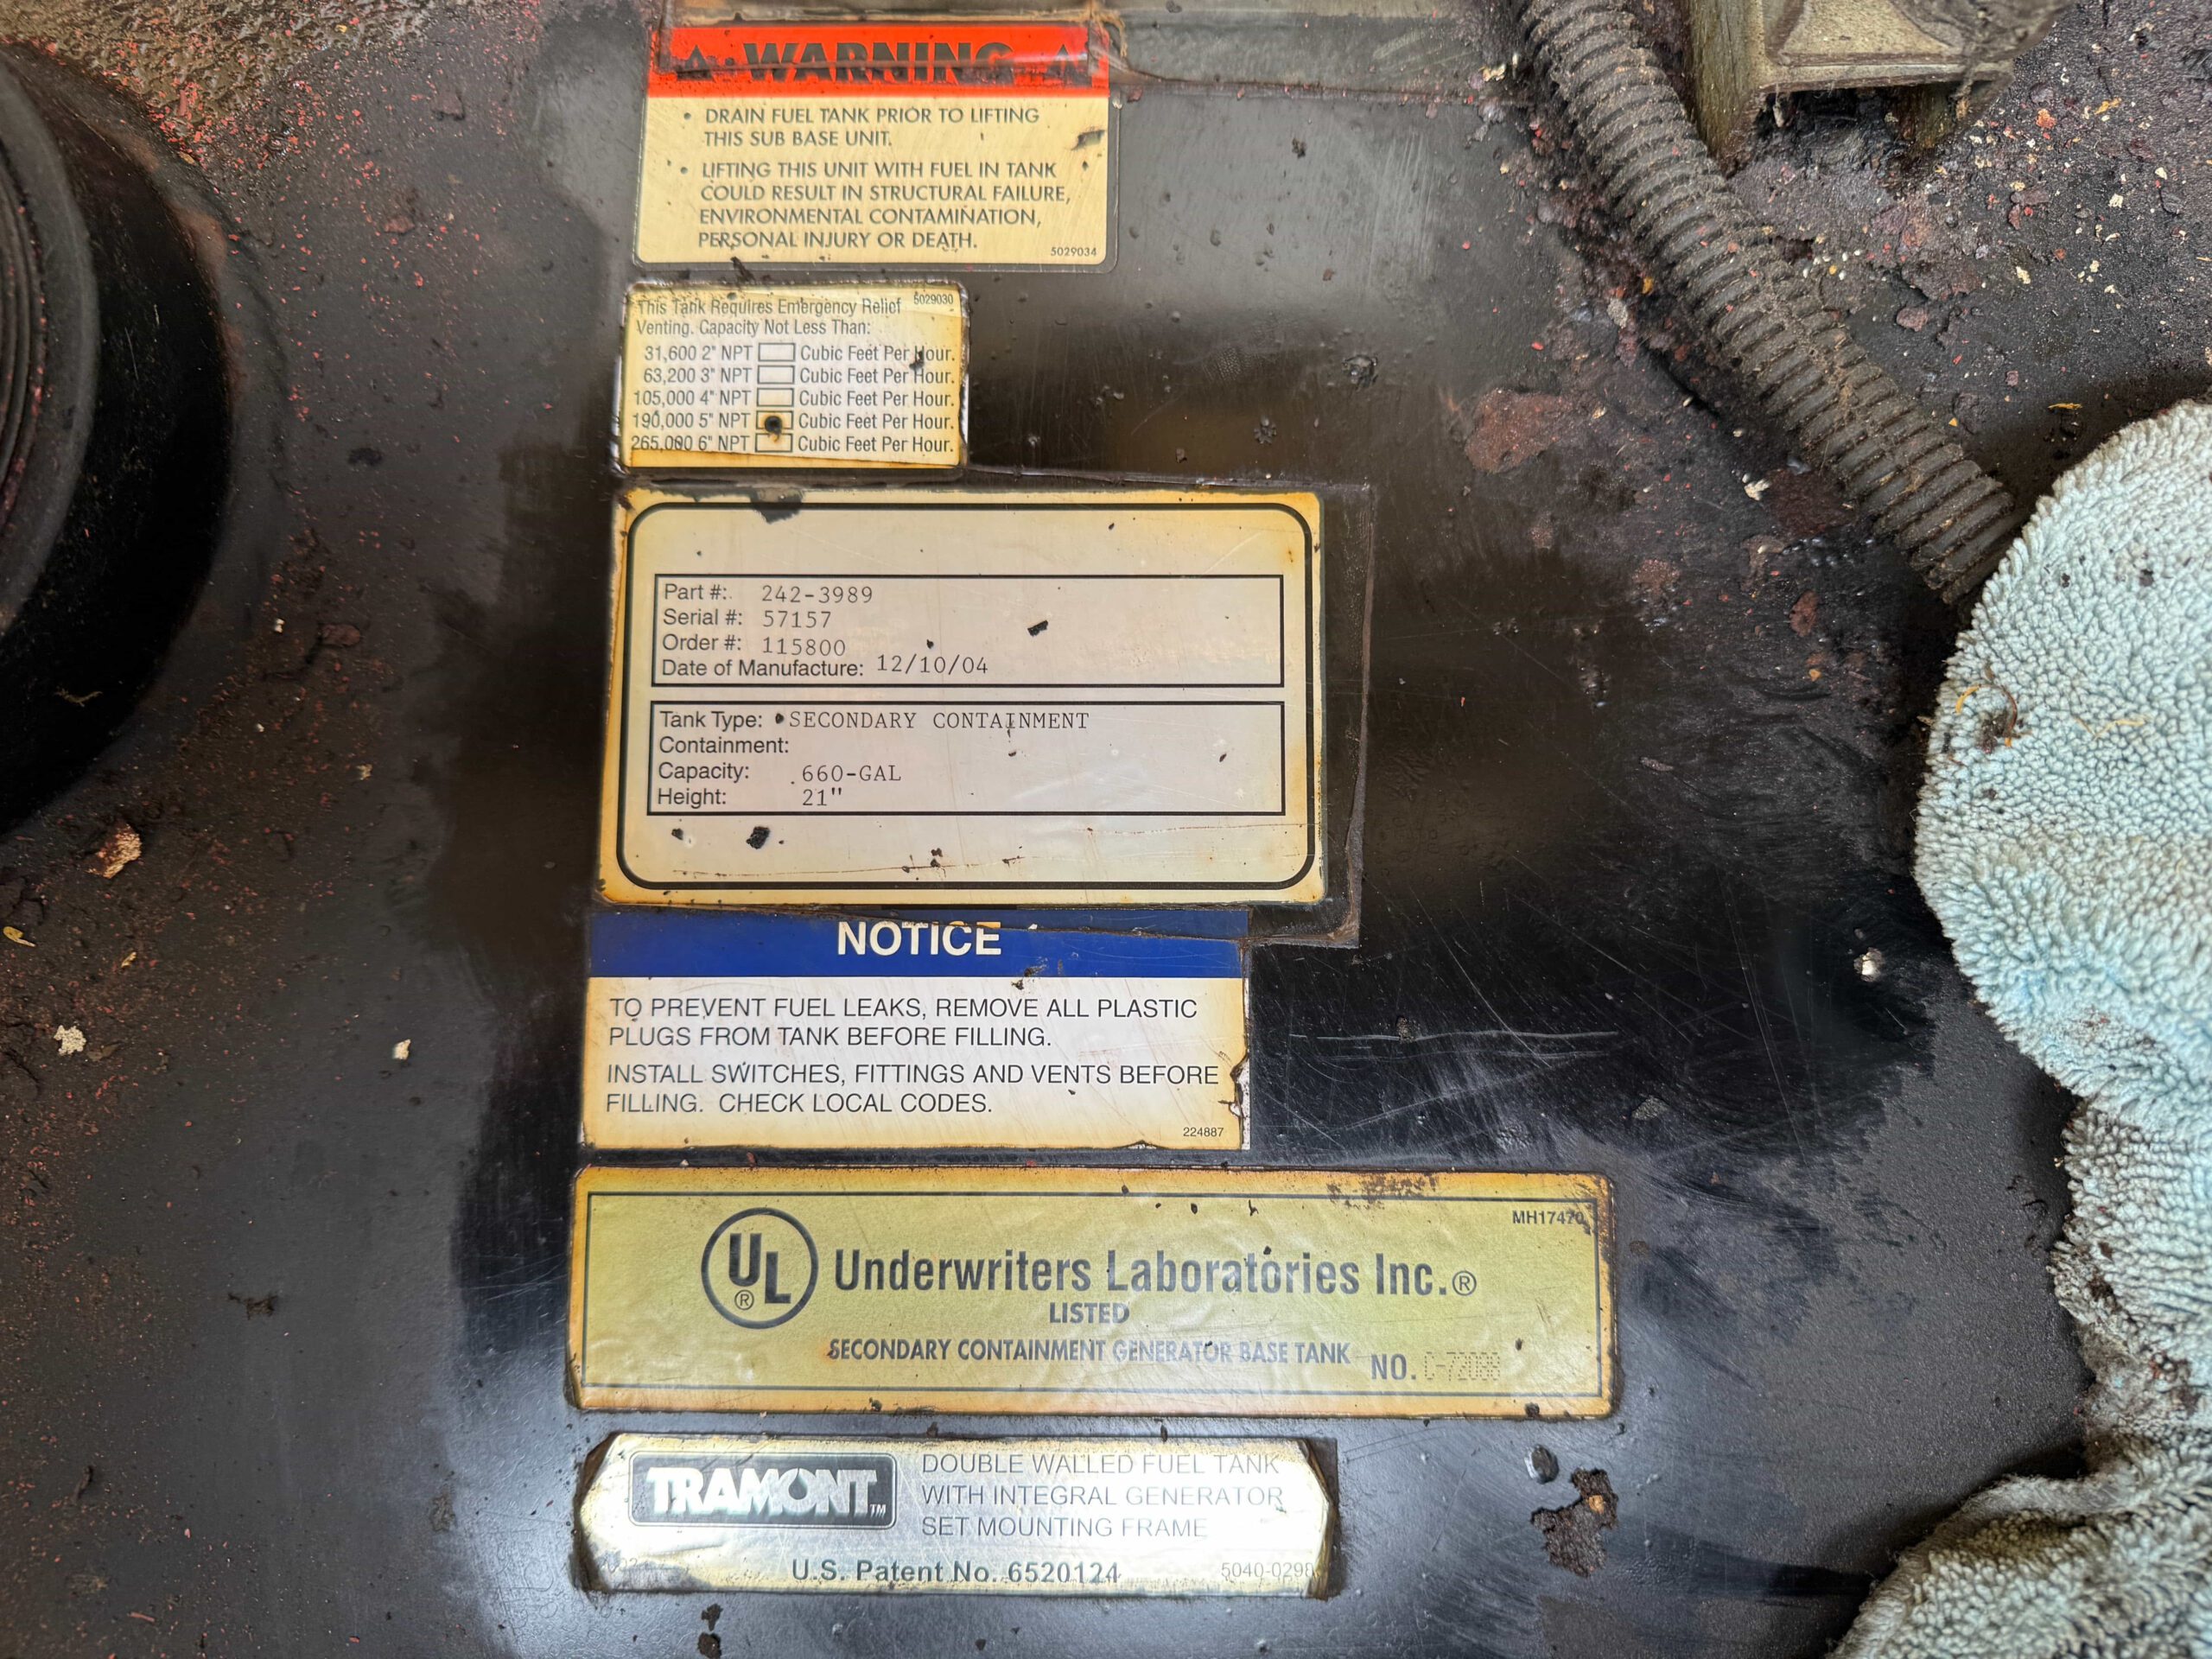 WARNING
• DRAIN FUEL TANK PRIOR TO LIFTING
THIS SUB BASE UNIT.
• LIFTING THIS UNIT WITH FUEL IN TANK
COULD RESULT IN STRUCTURAL FAILURE,
ENVIRONMENTAL CONTAMINATION,
PERSONAL INJURY OR DEATH.
5029034
This Tank Requires Emergency Relief 5029030
Venting. Capacity Not Less Than:
31,600 2" NPT Cubic Feet Per Hour.
63,200 3" NPT Cubic Feet Per Hour.
105,000 4" NPT Cubic Feet Per Hour.
190,000 5" NPT Cubic Feet Per Hour.
265,000 6" NPT Cubic Feet Per Hour.
Part #: 242-3989
Serial #: 57157
Order #: 115800
Date of Manufacture: 12/10/04
Tank Type: SECONDARY CONTAINMENT
Containment:
Capacity: 660-GAL
Height: 21"
NOTICE
TO PREVENT FUEL LEAKS, REMOVE ALL PLASTIC
PLUGS FROM TANK BEFORE FILLING.
INSTALL SWITCHES, FITTINGS AND VENTS BEFORE
FILLING. CHECK LOCAL CODES.
224887
MH17470
UL® Underwriters Laboratories Inc.®
LISTED
SECONDARY CONTAINMENT GENERATOR BASE TANK NO.
TRAMONT™
DOUBLE WALLED FUEL TANK
WITH INTEGRAL GENERATOR
SET MOUNTING FRAME
U.S. Patent No. 6520124 5040-0298